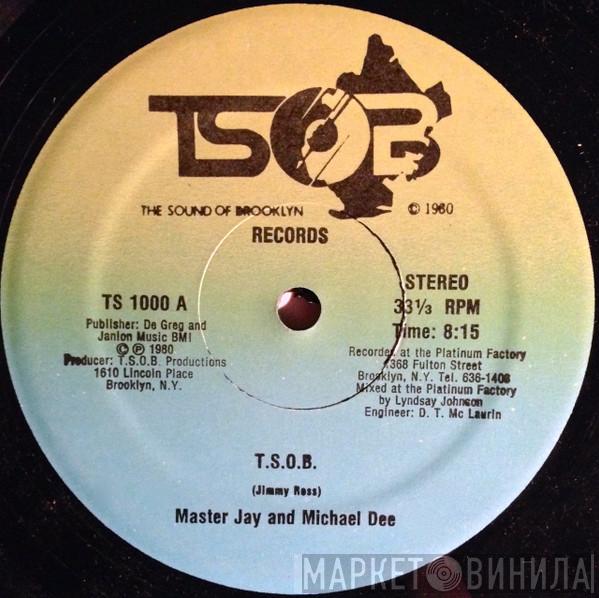 TSOB
THE SOUND OF BROOKLYN
© 1980
RECORDS
TS 1000 A
Publisher: De Greg and
Janlon Music BMI
© Ⓟ 1980
Producer: T.S.O.B. Productions
1610 Lincoln Place
Brooklyn, N.Y.
STEREO
33⅓ RPM
Time: 8:15
Recorded at the Platinum Factory
1368 Fulton Street
Brooklyn, N.Y. Tel. 636-1408
Mixed at the Platinum Factory
by Lyndsay Johnson
Engineer: D. T. Mc Laurin
T.S.O.B.
(Jimmy Ross)
Master Jay and Michael Dee
МАРКЕТ ВИНИЛА